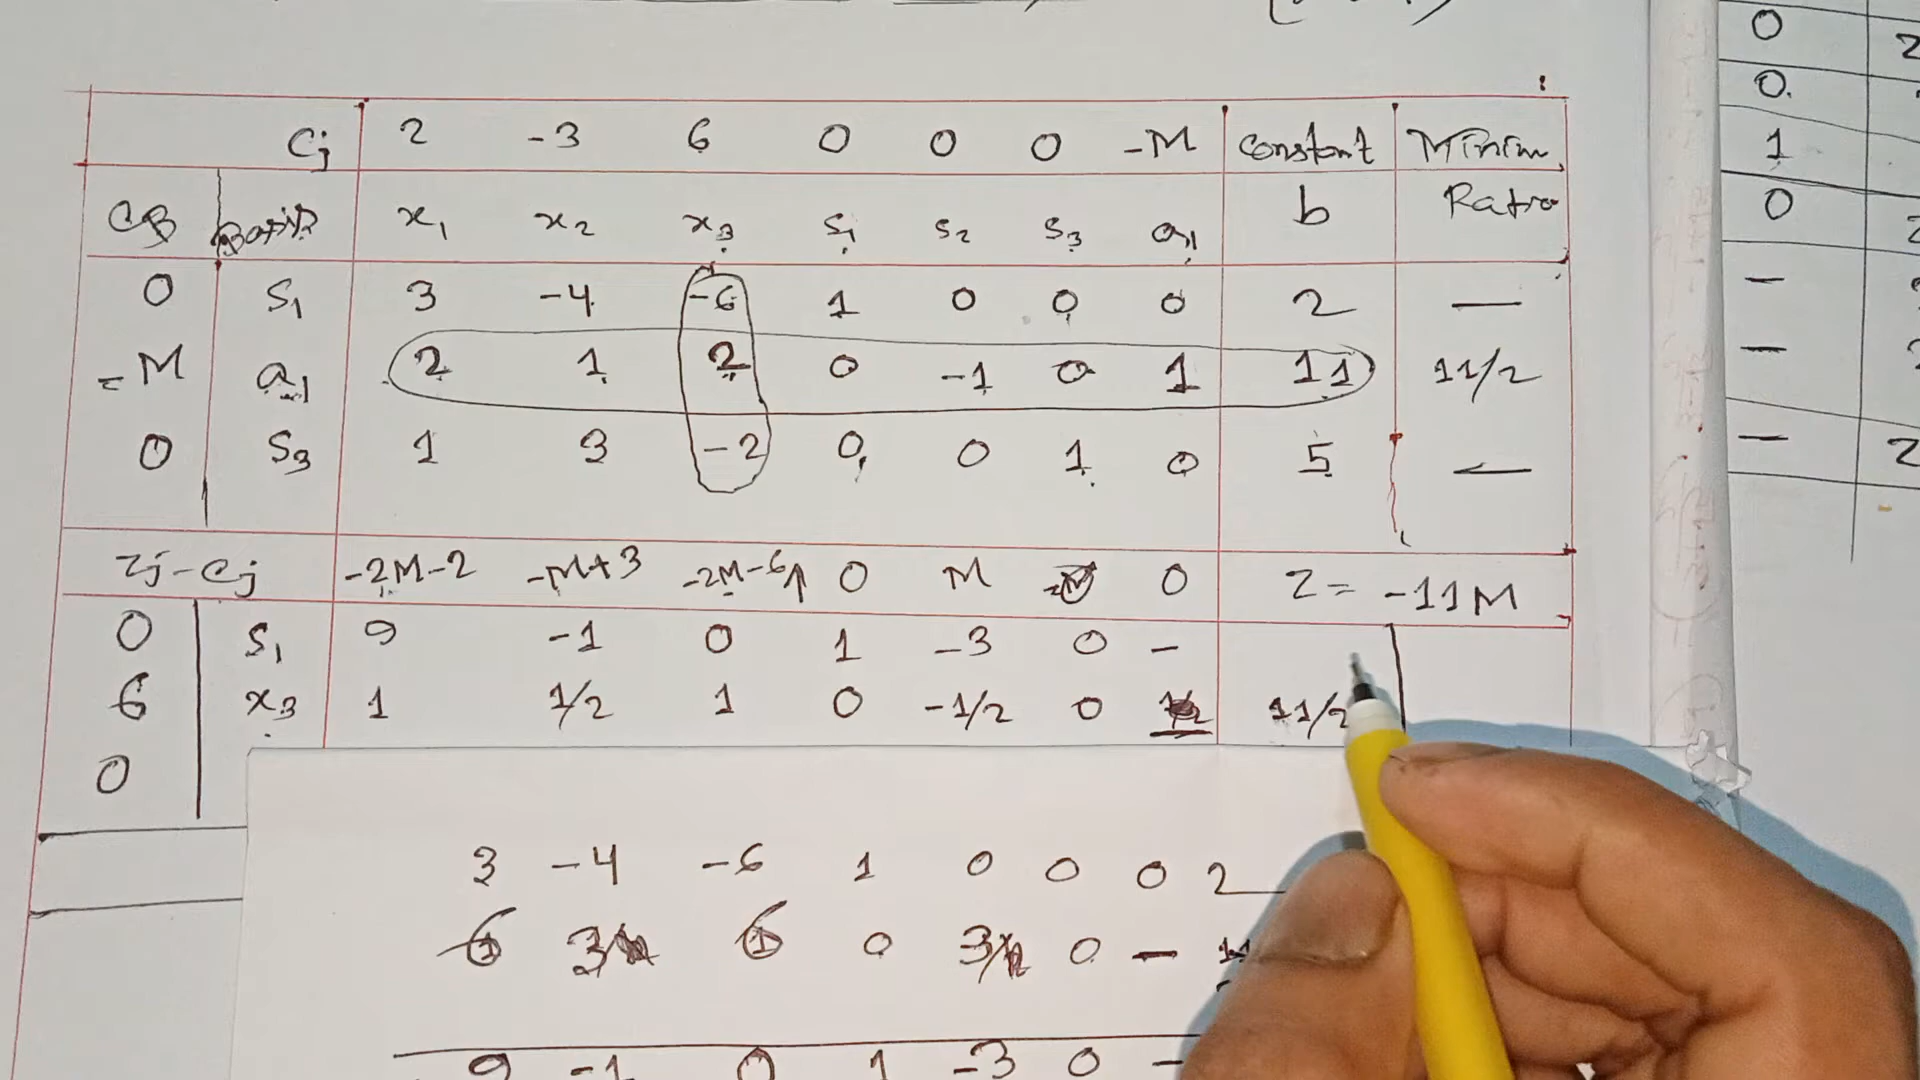 Cj 2 -3 6 0 0 0 -M Constant Minim.
CB Basis x1 x2 x3 s1 s2 s3 a1 b Ratio
0 s1 3 -4 -6 1 0 0 0 2 —
-M a1 2 1 2 0 -1 0 1 11 11/2
0 s3 1 3 -2 0 0 1 0 5 —
Zj-Cj -2M-2 -M+3 -2M-6↑ 0 M 0 Z= -11M
0 s1 9 -1 0 1 -3 0 -
6 x3 1 1/2 1 0 -1/2 0 11/2
0
3 -4 -6 1 0 0 0 2
6 3 6 0 3 0 -
9 -1 0 1 -3 0 -
0
0.
1
0
—
—
—